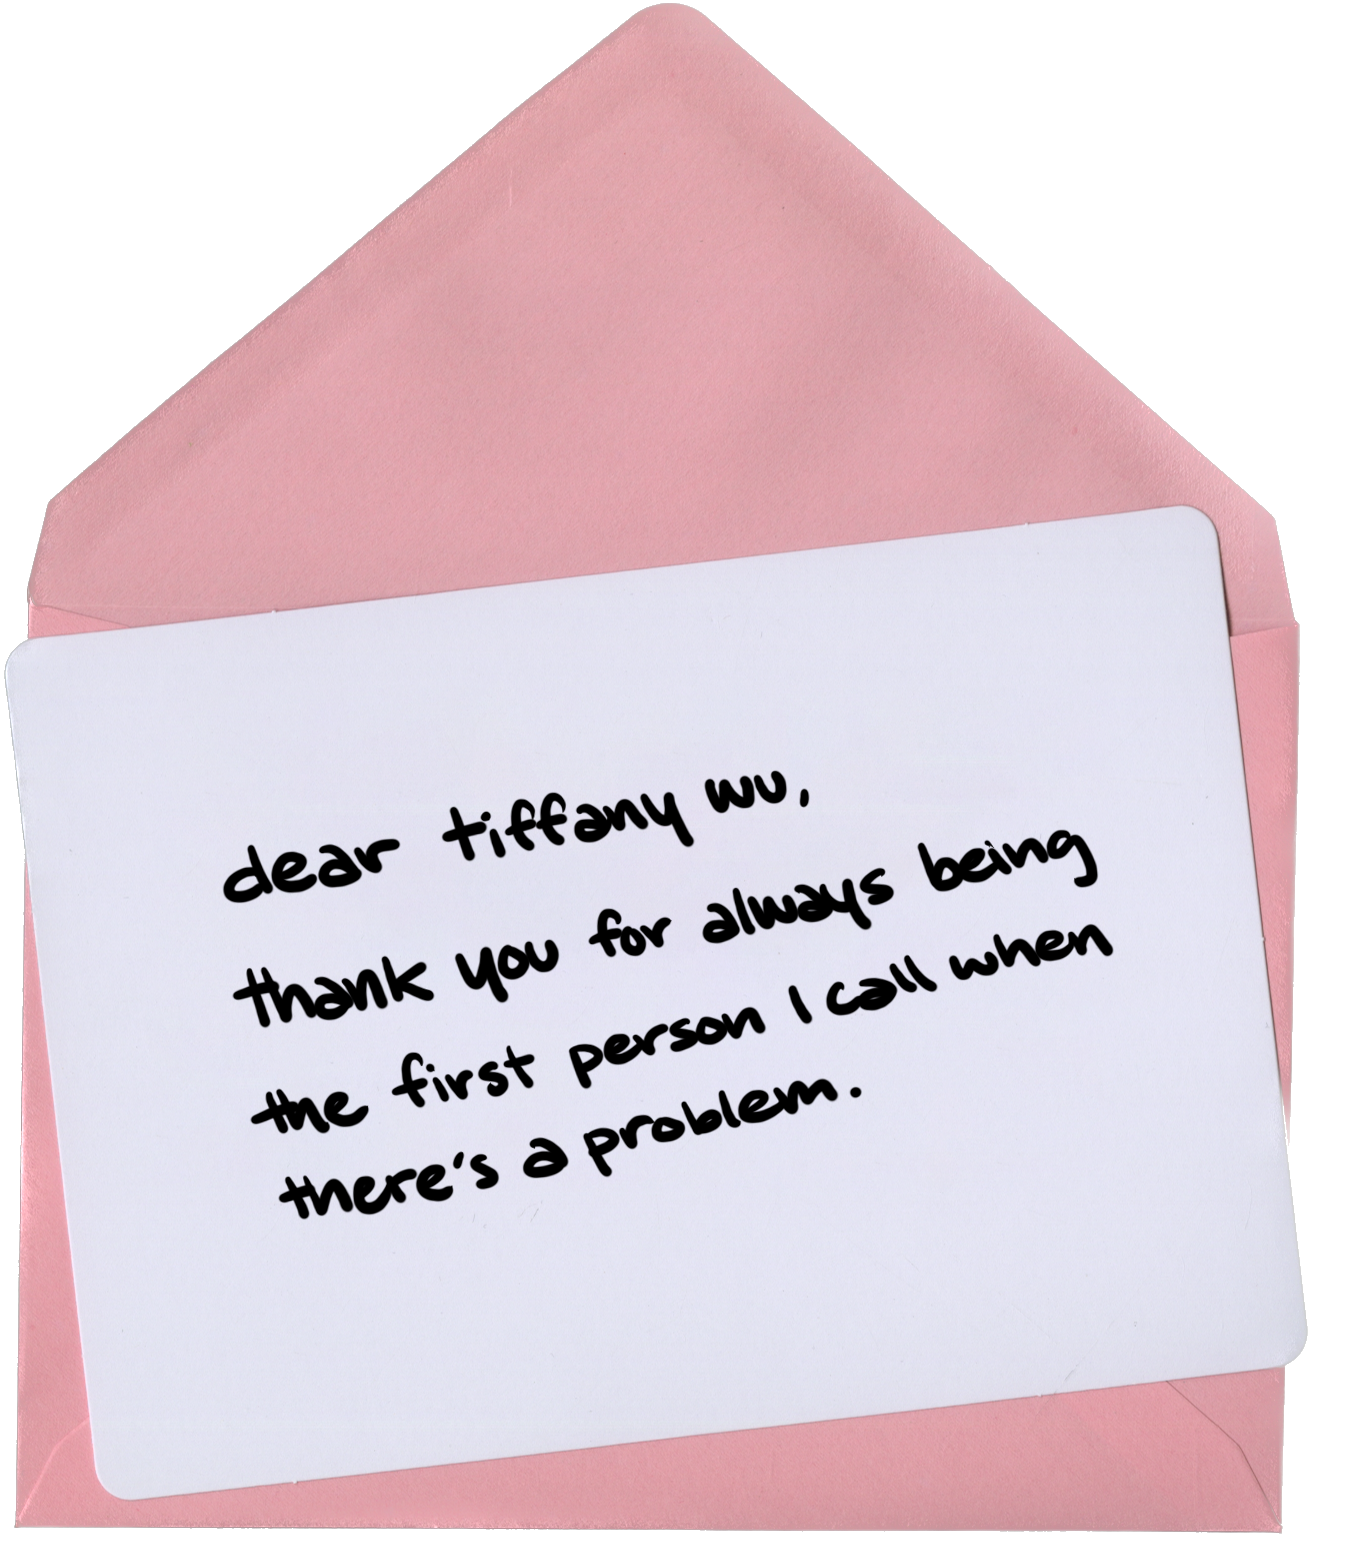 dear tiffany wu,
thank you for always being
the first person I call when
there's a problem.